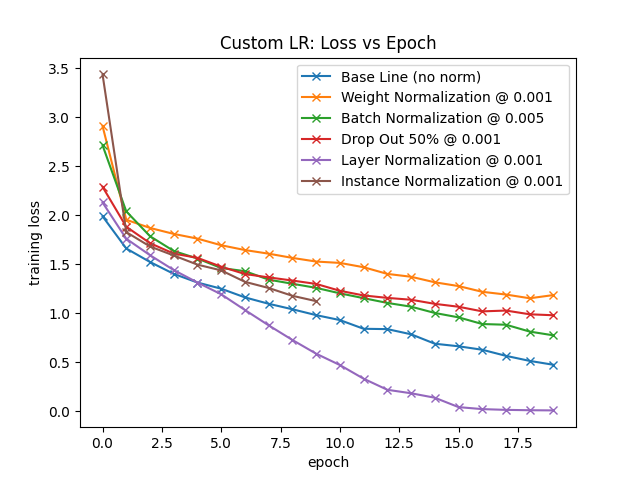 Custom LR: Loss vs Epoch
3.5
3.0
2.5
2.0
1.5
1.0
0.5
0.0
training loss
Base Line (no norm)
Weight Normalization @ 0.001
Batch Normalization @ 0.005
Drop Out 50% @ 0.001
Layer Normalization @ 0.001
Instance Normalization @ 0.001
0.0 2.5 5.0 7.5 10.0 12.5 15.0 17.5
epoch